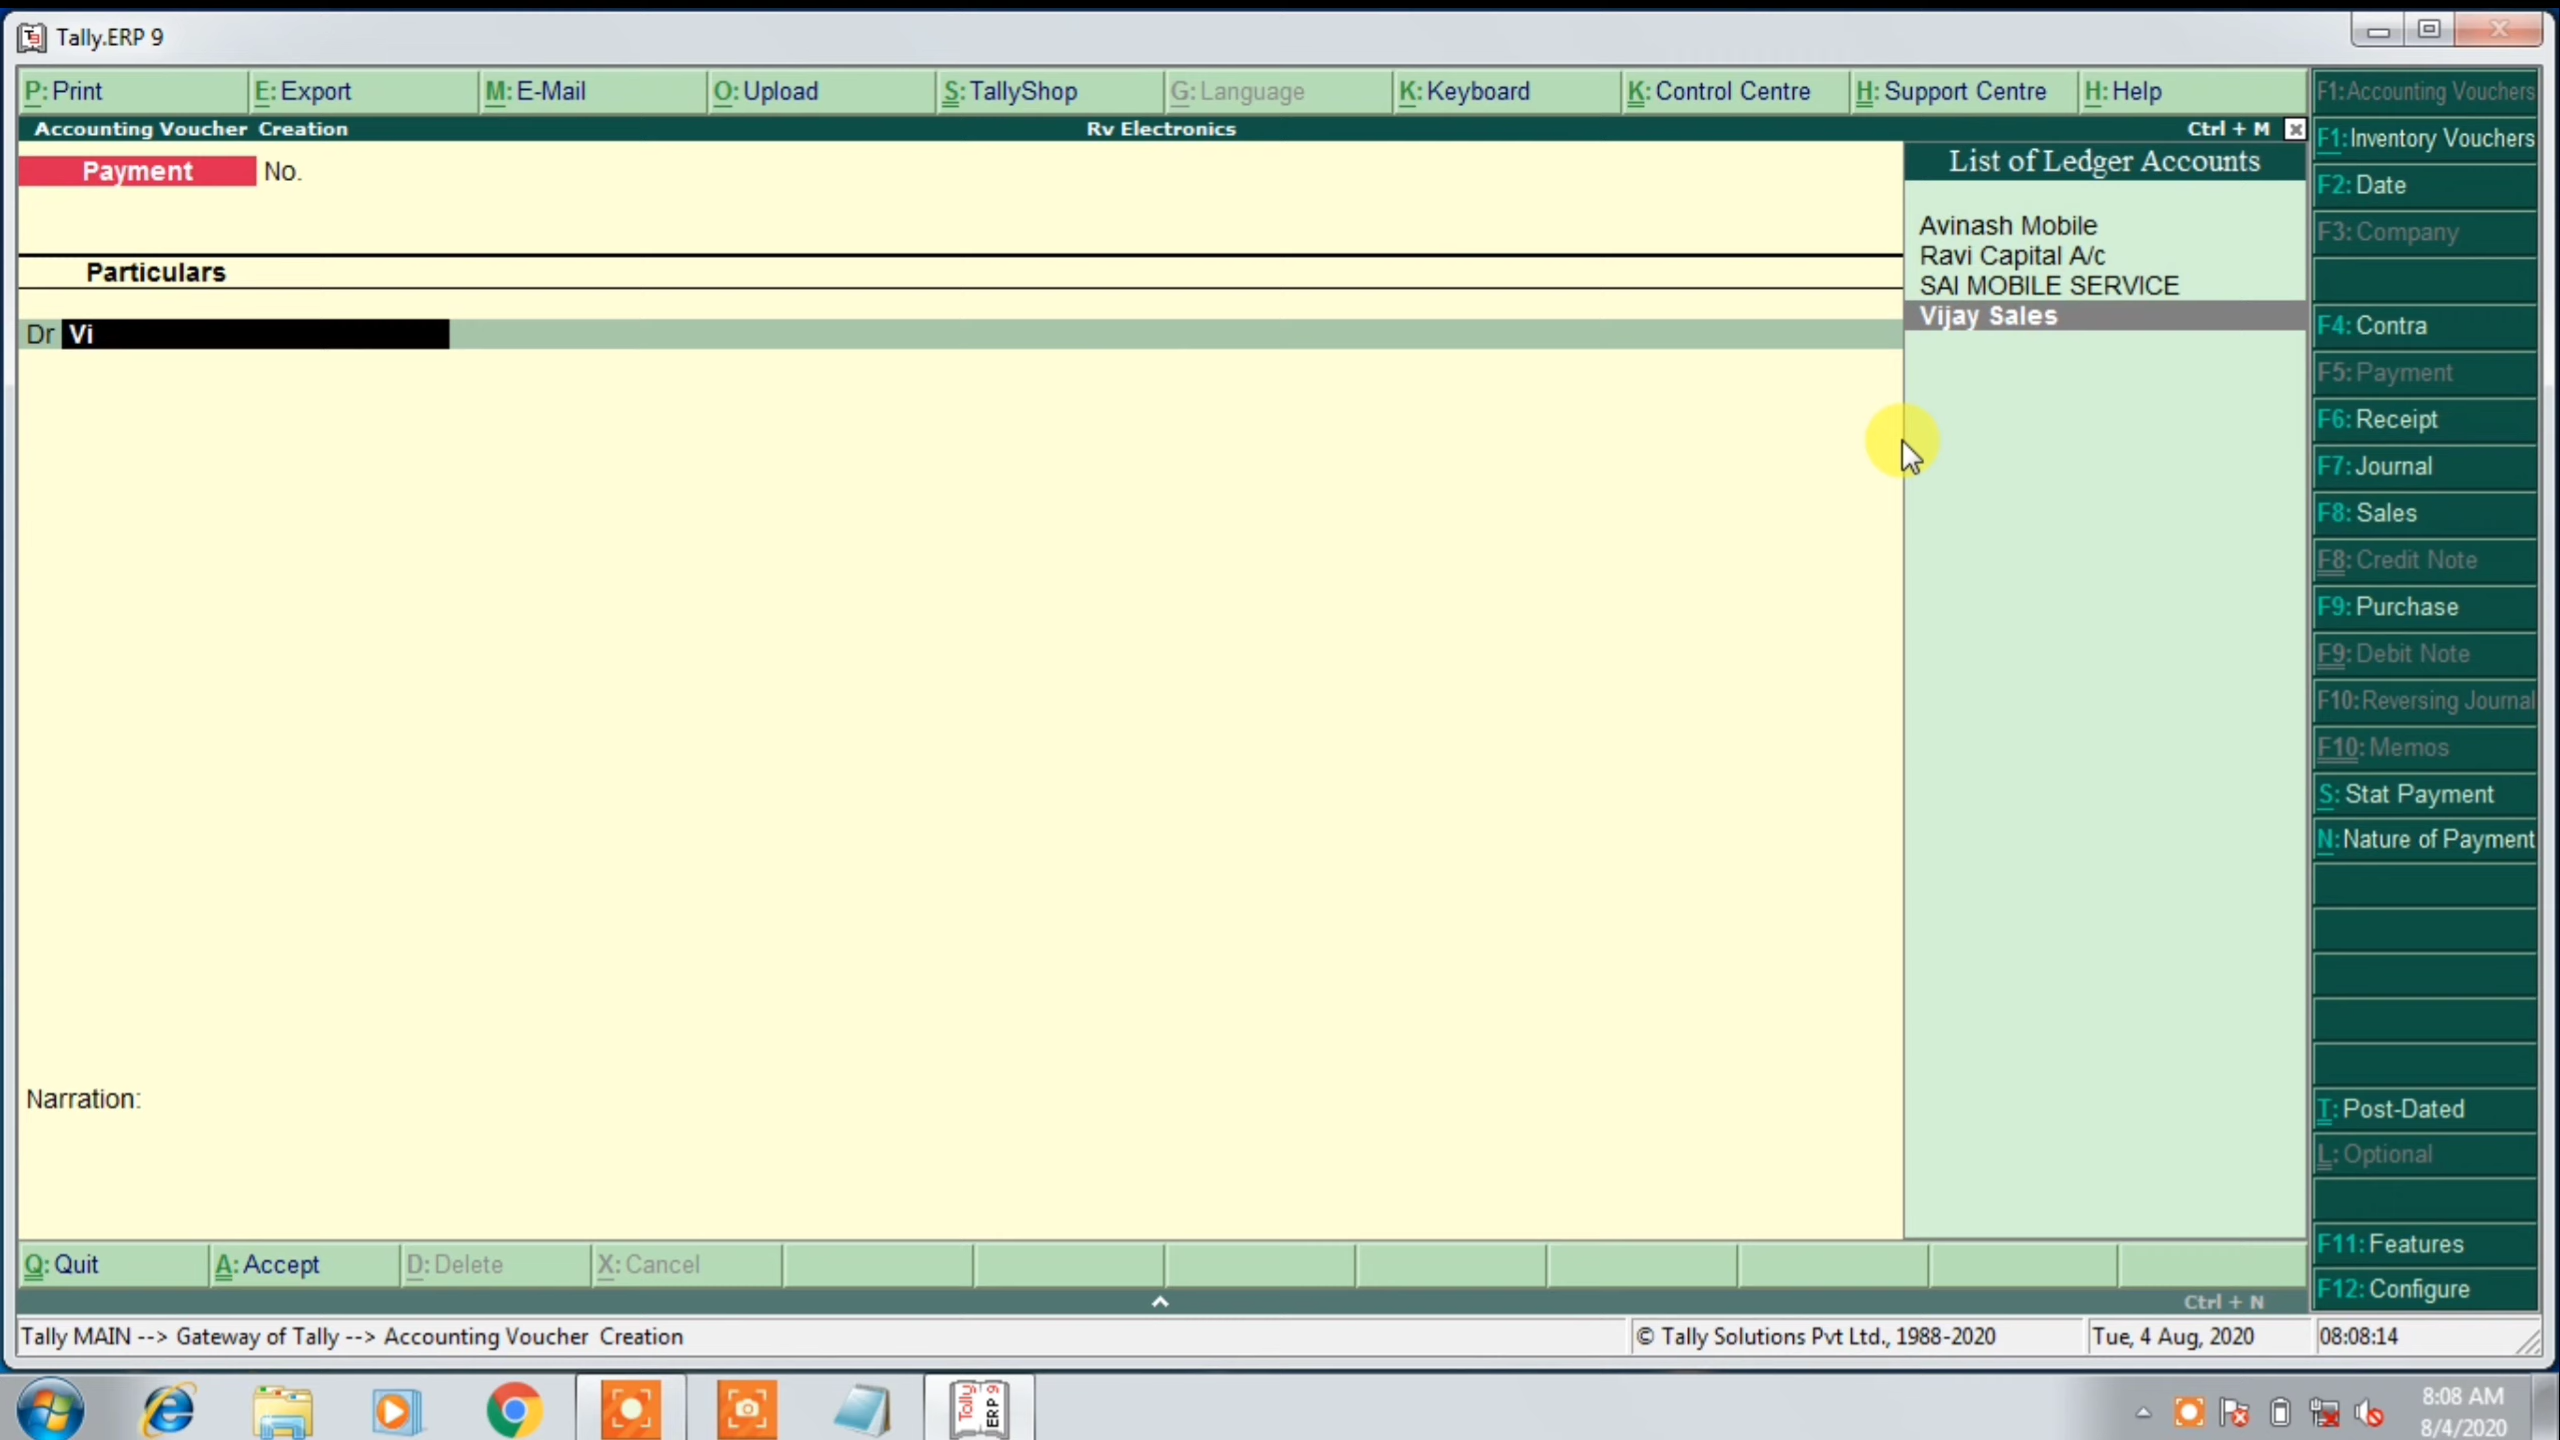 Tally.ERP 9
P: Print E: Export M: E-Mail O: Upload S: TallyShop G: Language K: Keyboard K: Control Centre H: Support Centre H: Help
Accounting Voucher Creation Rv Electronics Ctrl + M
Payment No.
Particulars
Dr Vi
Narration:
List of Ledger Accounts
Avinash Mobile
Ravi Capital A/c
SAI MOBILE SERVICE
Vijay Sales
F1: Accounting Vouchers
F1: Inventory Vouchers
F2: Date
F3: Company
F4: Contra
F5: Payment
F6: Receipt
F7: Journal
F8: Sales
F8: Credit Note
F9: Purchase
F9: Debit Note
F10: Reversing Journal
F10: Memos
S: Stat Payment
N: Nature of Payment
T: Post-Dated
L: Optional
F11: Features
F12: Configure
Q: Quit A: Accept D: Delete X: Cancel
Ctrl + N
Tally MAIN --> Gateway of Tally --> Accounting Voucher Creation © Tally Solutions Pvt Ltd., 1988-2020 Tue, 4 Aug, 2020 08:08:14
Tally ERP 9
8:08 AM
8/4/2020